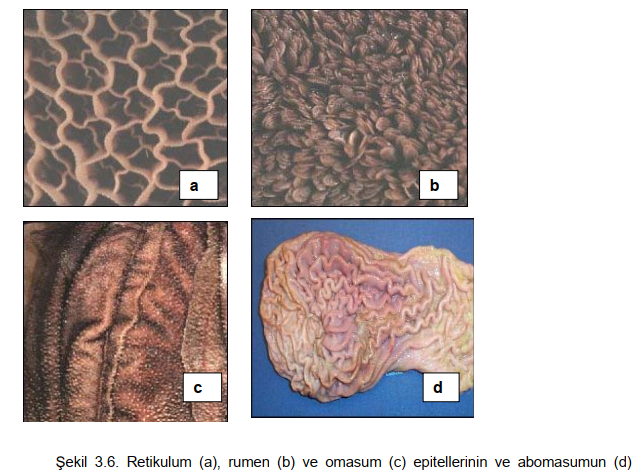 a
b
c
d
Şekil 3.6. Retikulum (a), rumen (b) ve omasum (c) epitellerinin ve abomasumun (d)